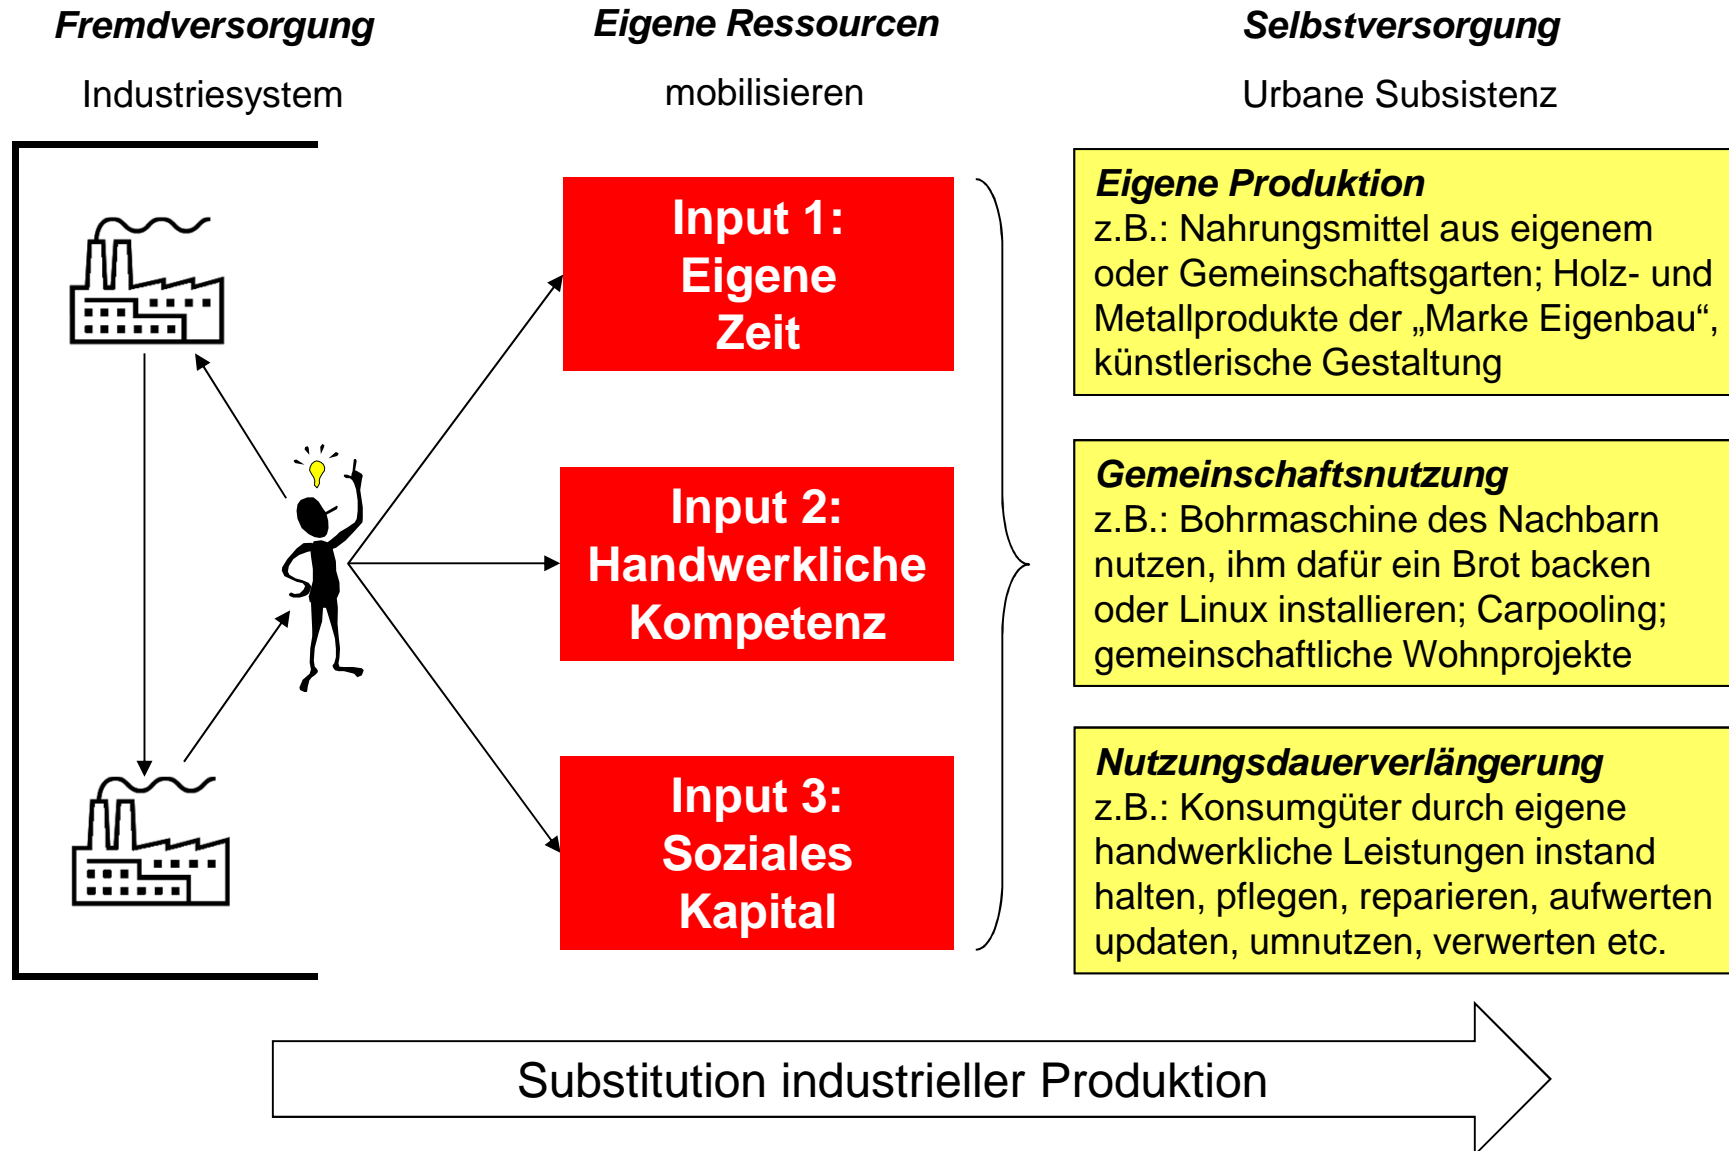 Fremdversorgung
Industriesystem
Eigene Ressourcen
mobilisieren
Selbstversorgung
Urbane Subsistenz
Input 1:
Eigene
Zeit
Input 2:
Handwerkliche
Kompetenz
Input 3:
Soziales
Kapital
Eigene Produktion
z.B.: Nahrungsmittel aus eigenem
oder Gemeinschaftsgarten; Holz- und
Metallprodukte der „Marke Eigenbau“,
künstlerische Gestaltung
Gemeinschaftsnutzung
z.B.: Bohrmaschine des Nachbarn
nutzen, ihm dafür ein Brot backen
oder Linux installieren; Carpooling;
gemeinschaftliche Wohnprojekte
Nutzungsdauerverlängerung
z.B.: Konsumgüter durch eigene
handwerkliche Leistungen instand
halten, pflegen, reparieren, aufwerten
updaten, umnutzen, verwerten etc.
Substitution industrieller Produktion